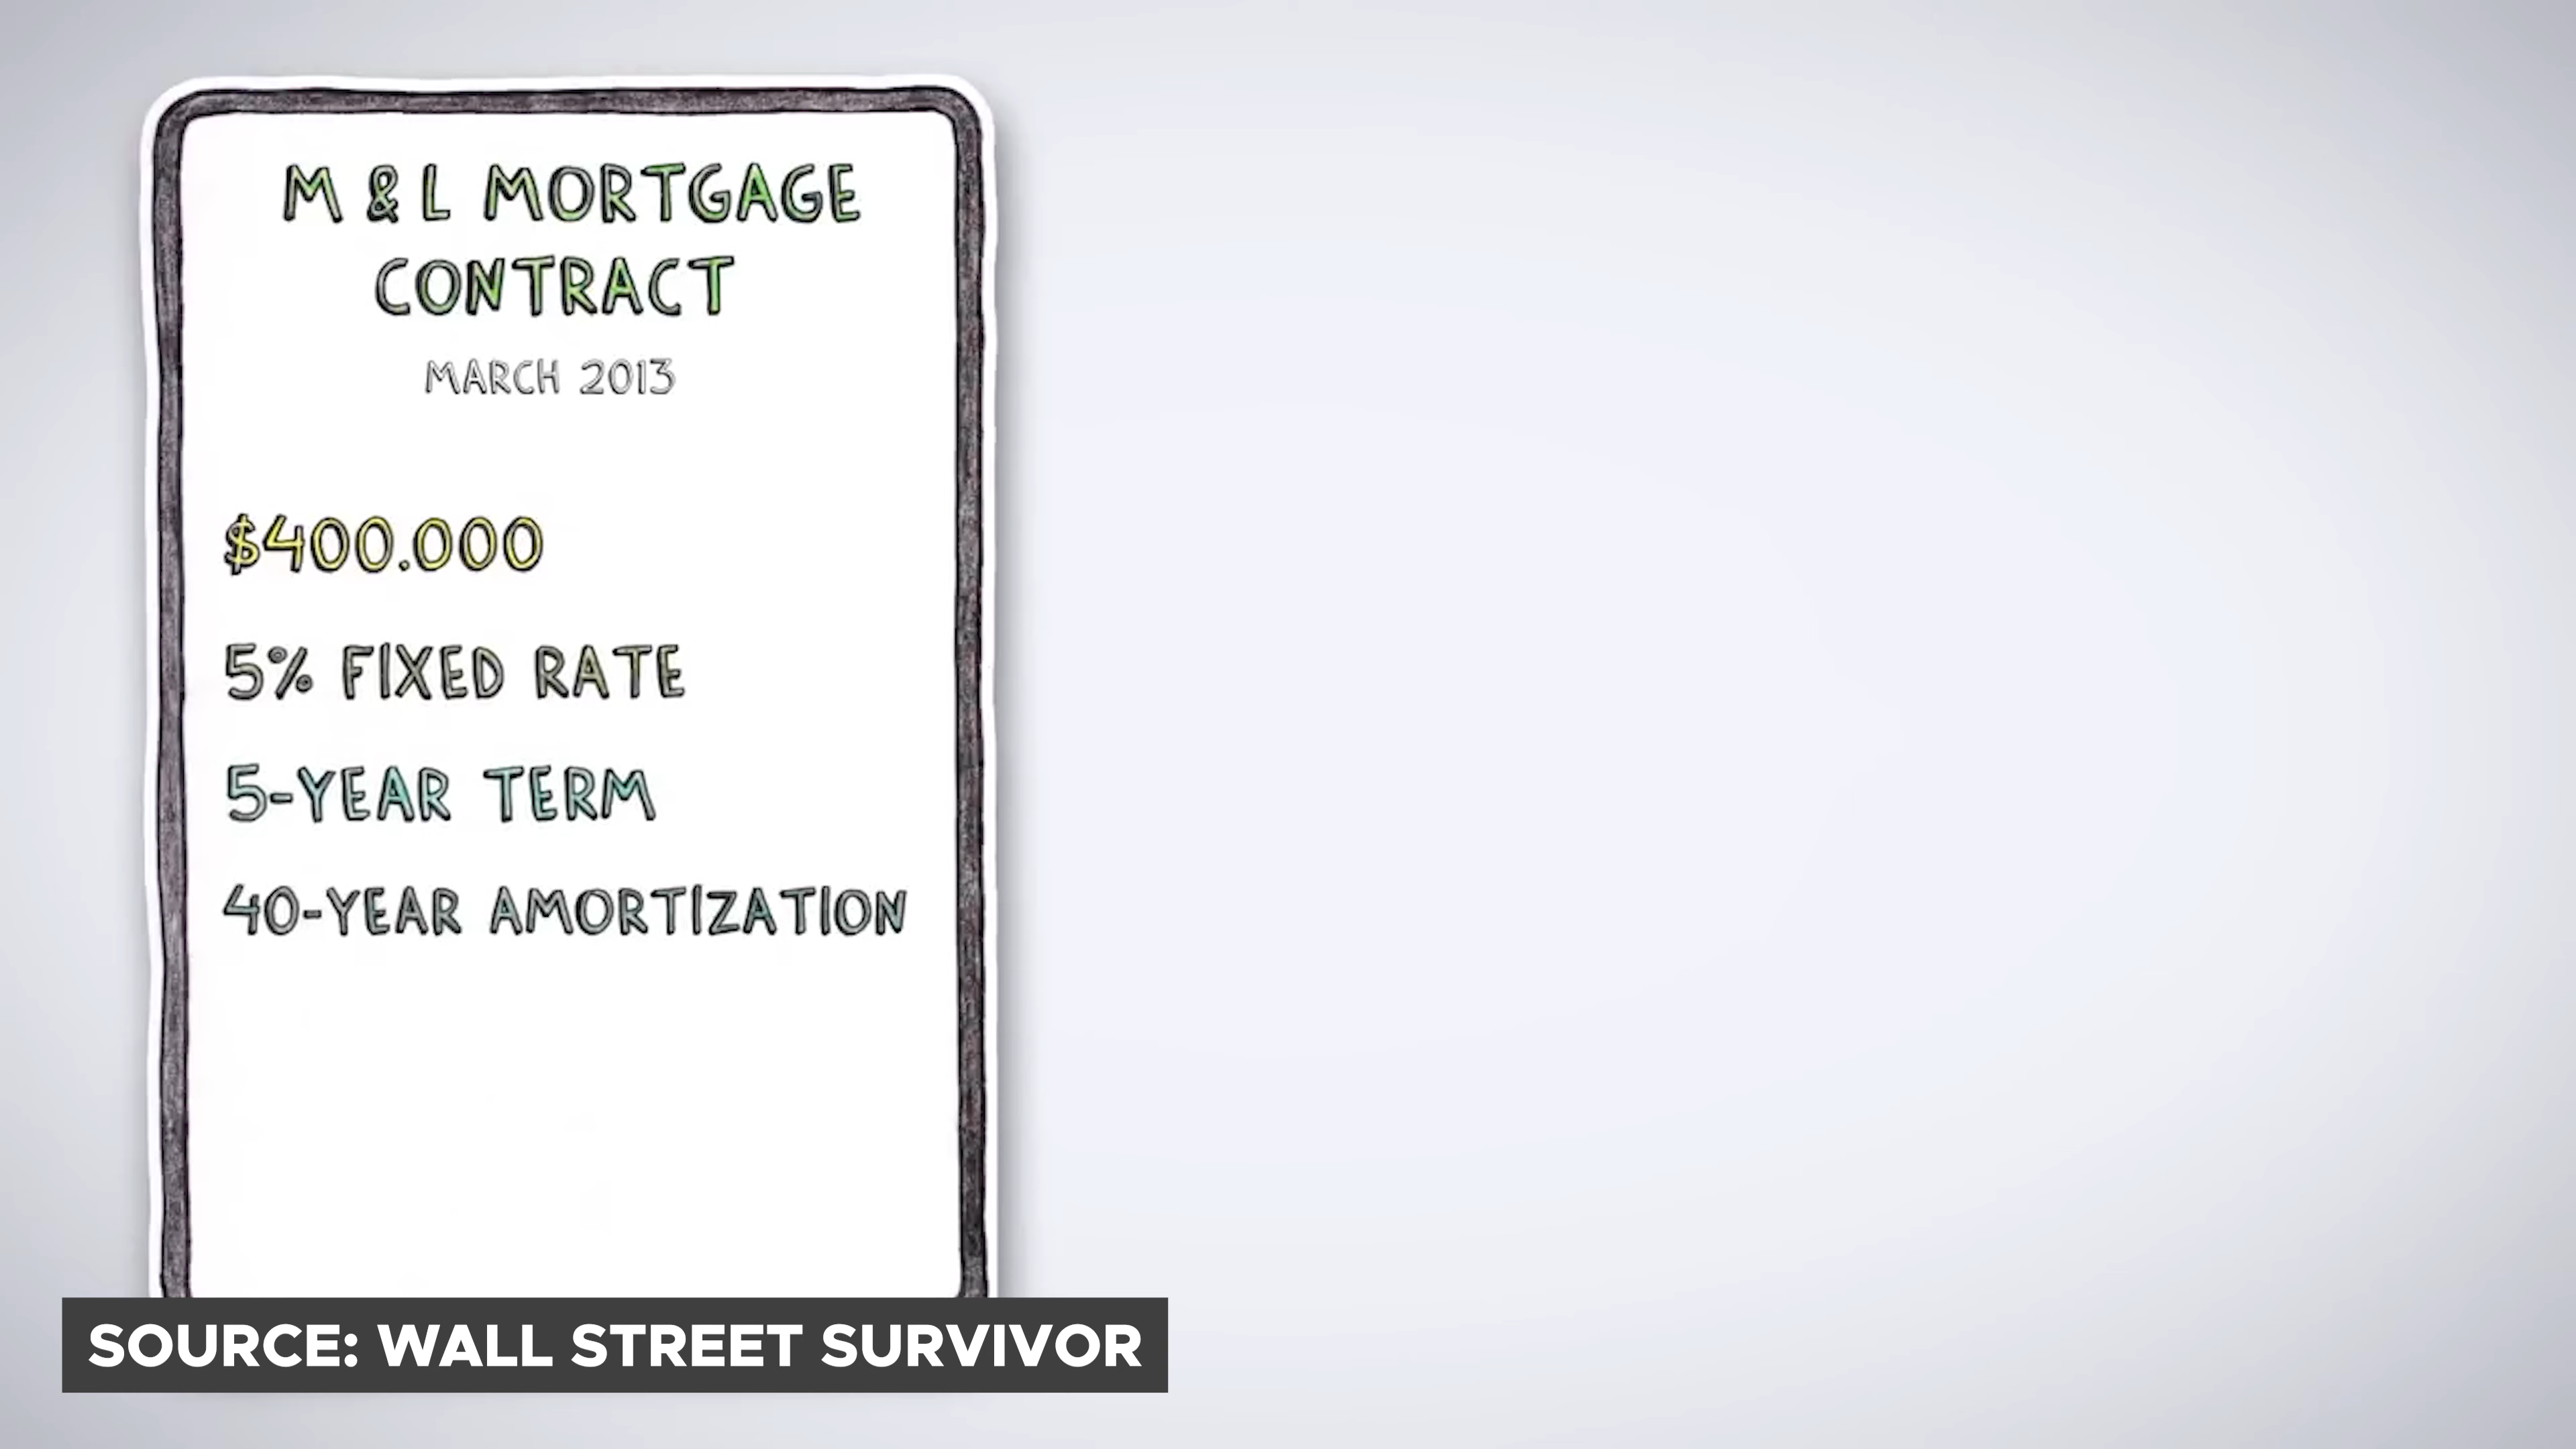 M & L MORTGAGE
CONTRACT
MARCH 2013
$400.000
5% FIXED RATE
5-YEAR TERM
40-YEAR AMORTIZATION
SOURCE: WALL STREET SURVIVOR